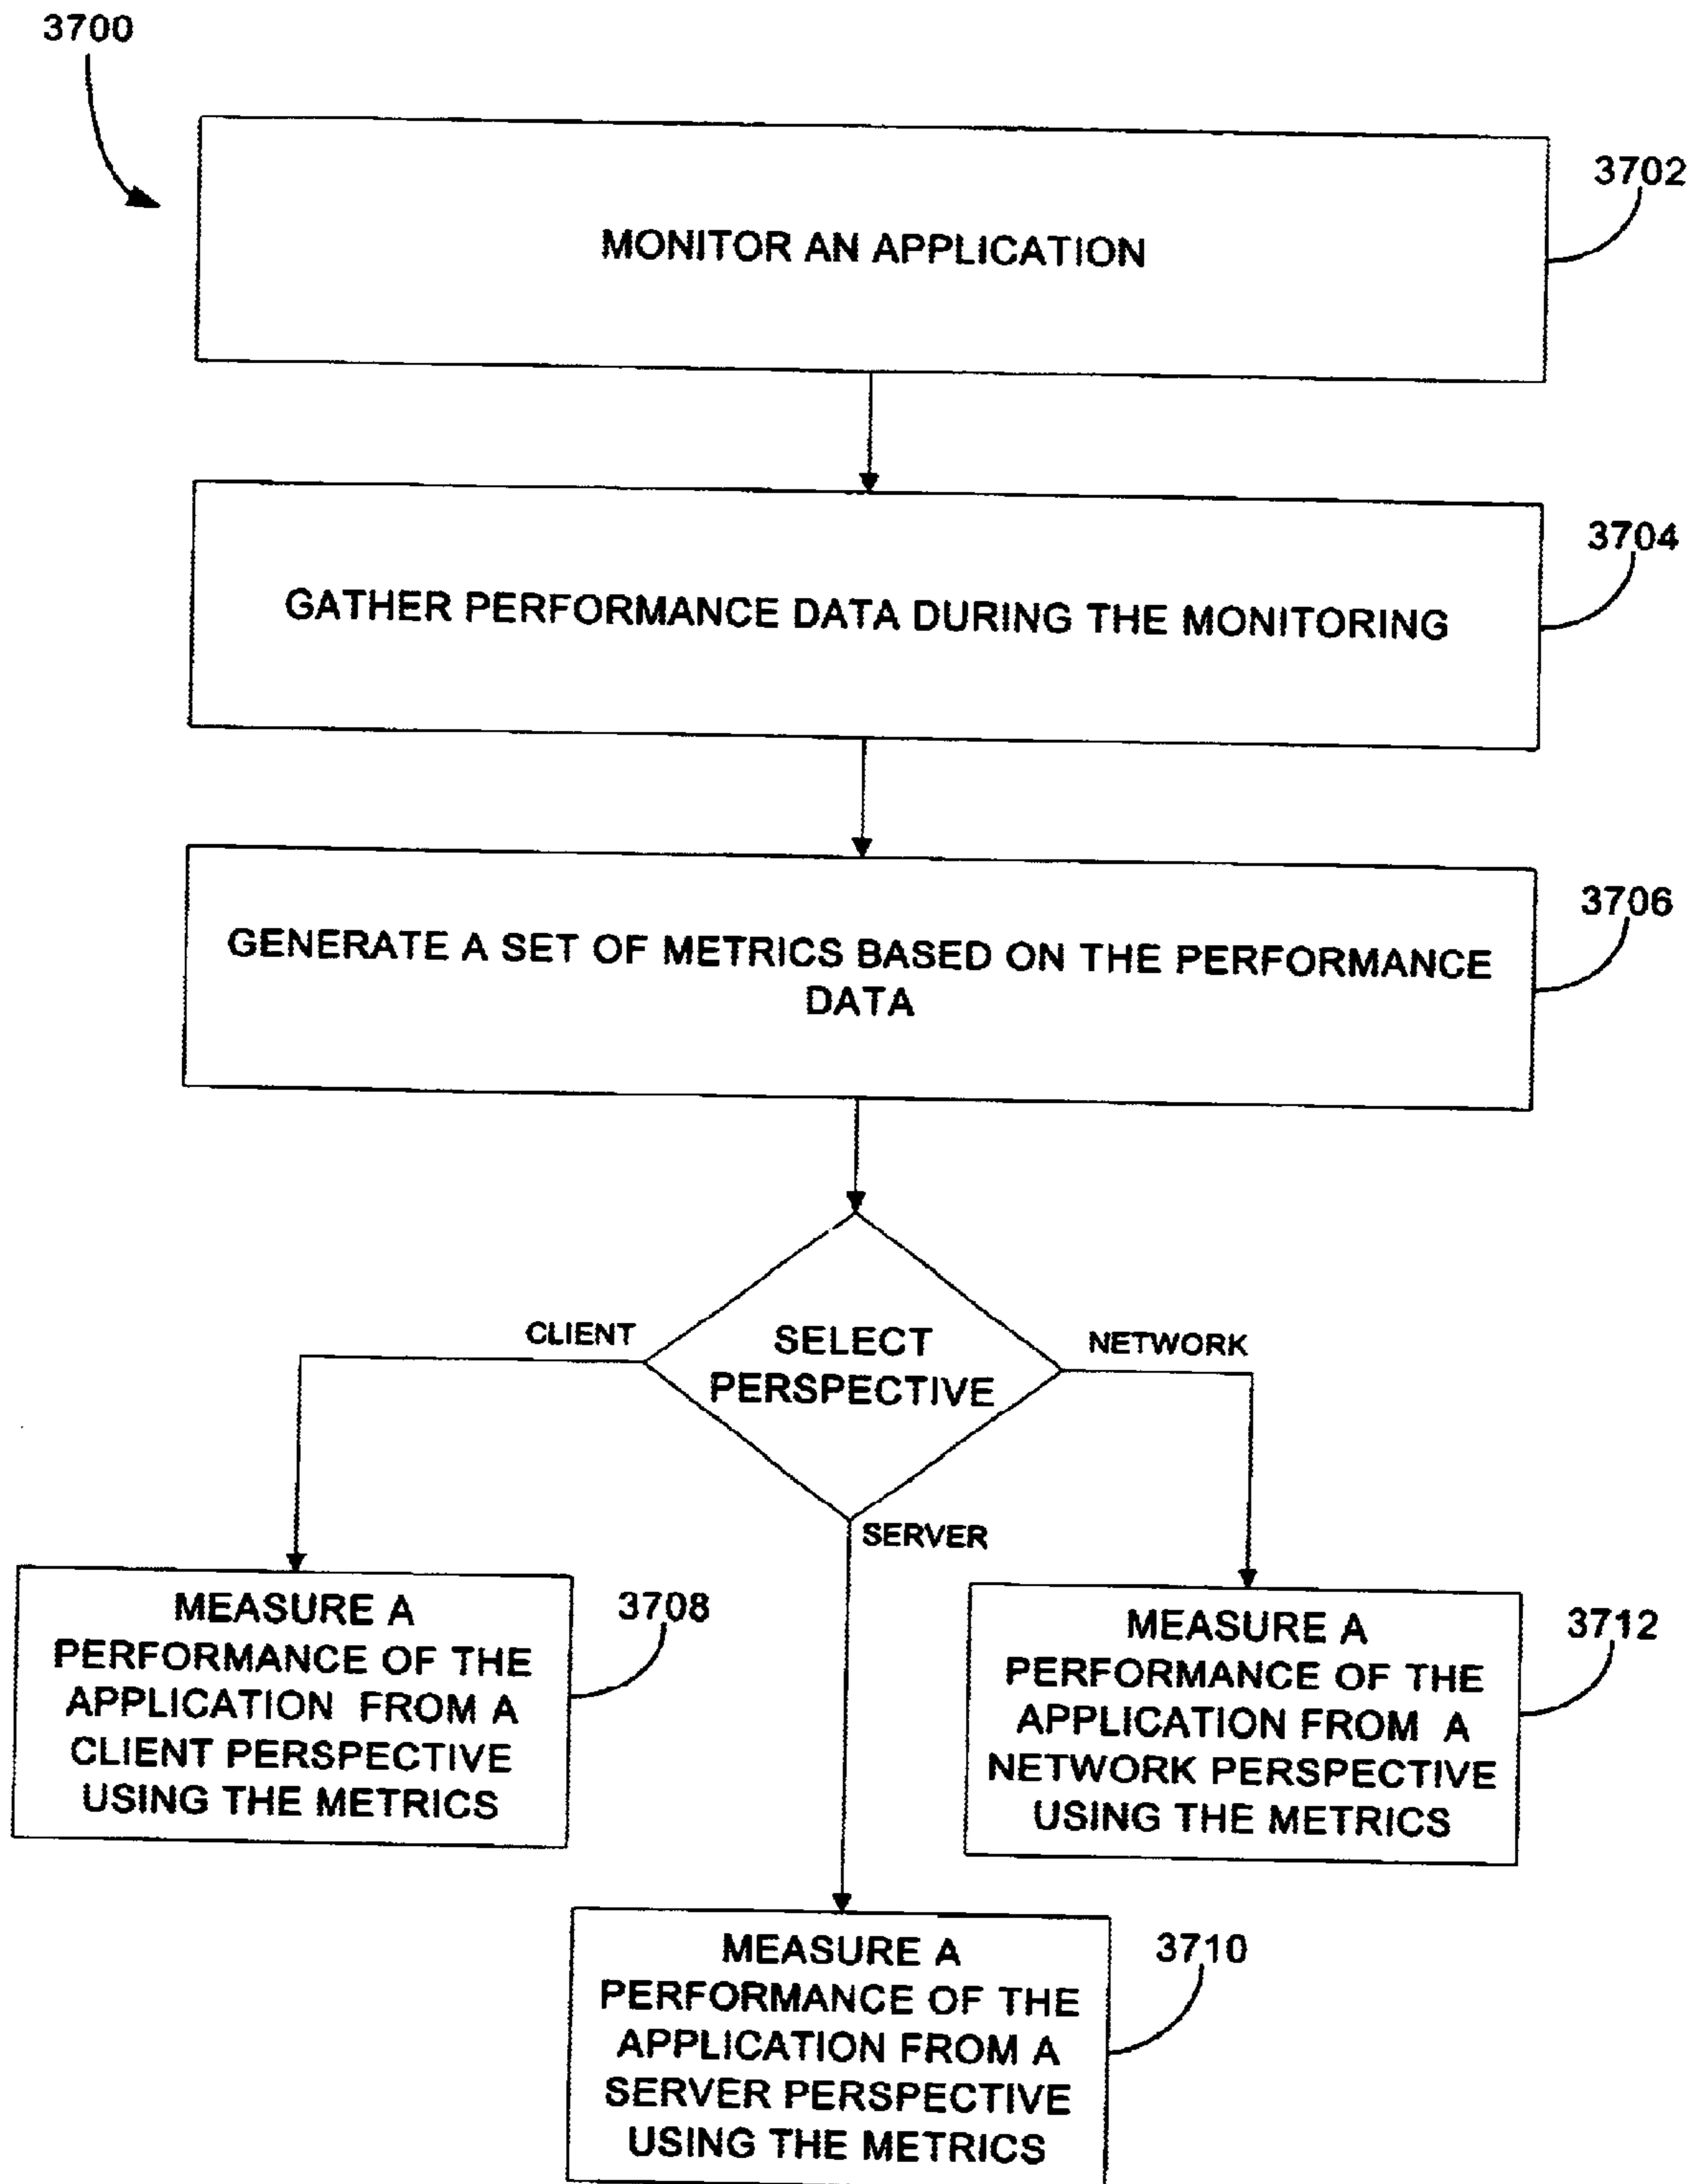 3700
3702
MONITOR AN APPLICATION
3704
GATHER PERFORMANCE DATA DURING THE MONITORING
3706
GENERATE A SET OF METRICS BASED ON THE PERFORMANCE
DATA
CLIENT
SELECT
PERSPECTIVE
NETWORK
SERVER
MEASURE A
PERFORMANCE OF THE
APPLICATION FROM A
CLIENT PERSPECTIVE
USING THE METRICS
3708
MEASURE A
PERFORMANCE OF THE
APPLICATION FROM A
NETWORK PERSPECTIVE
USING THE METRICS
3712
MEASURE A
PERFORMANCE OF THE
APPLICATION FROM A
SERVER PERSPECTIVE
USING THE METRICS
3710